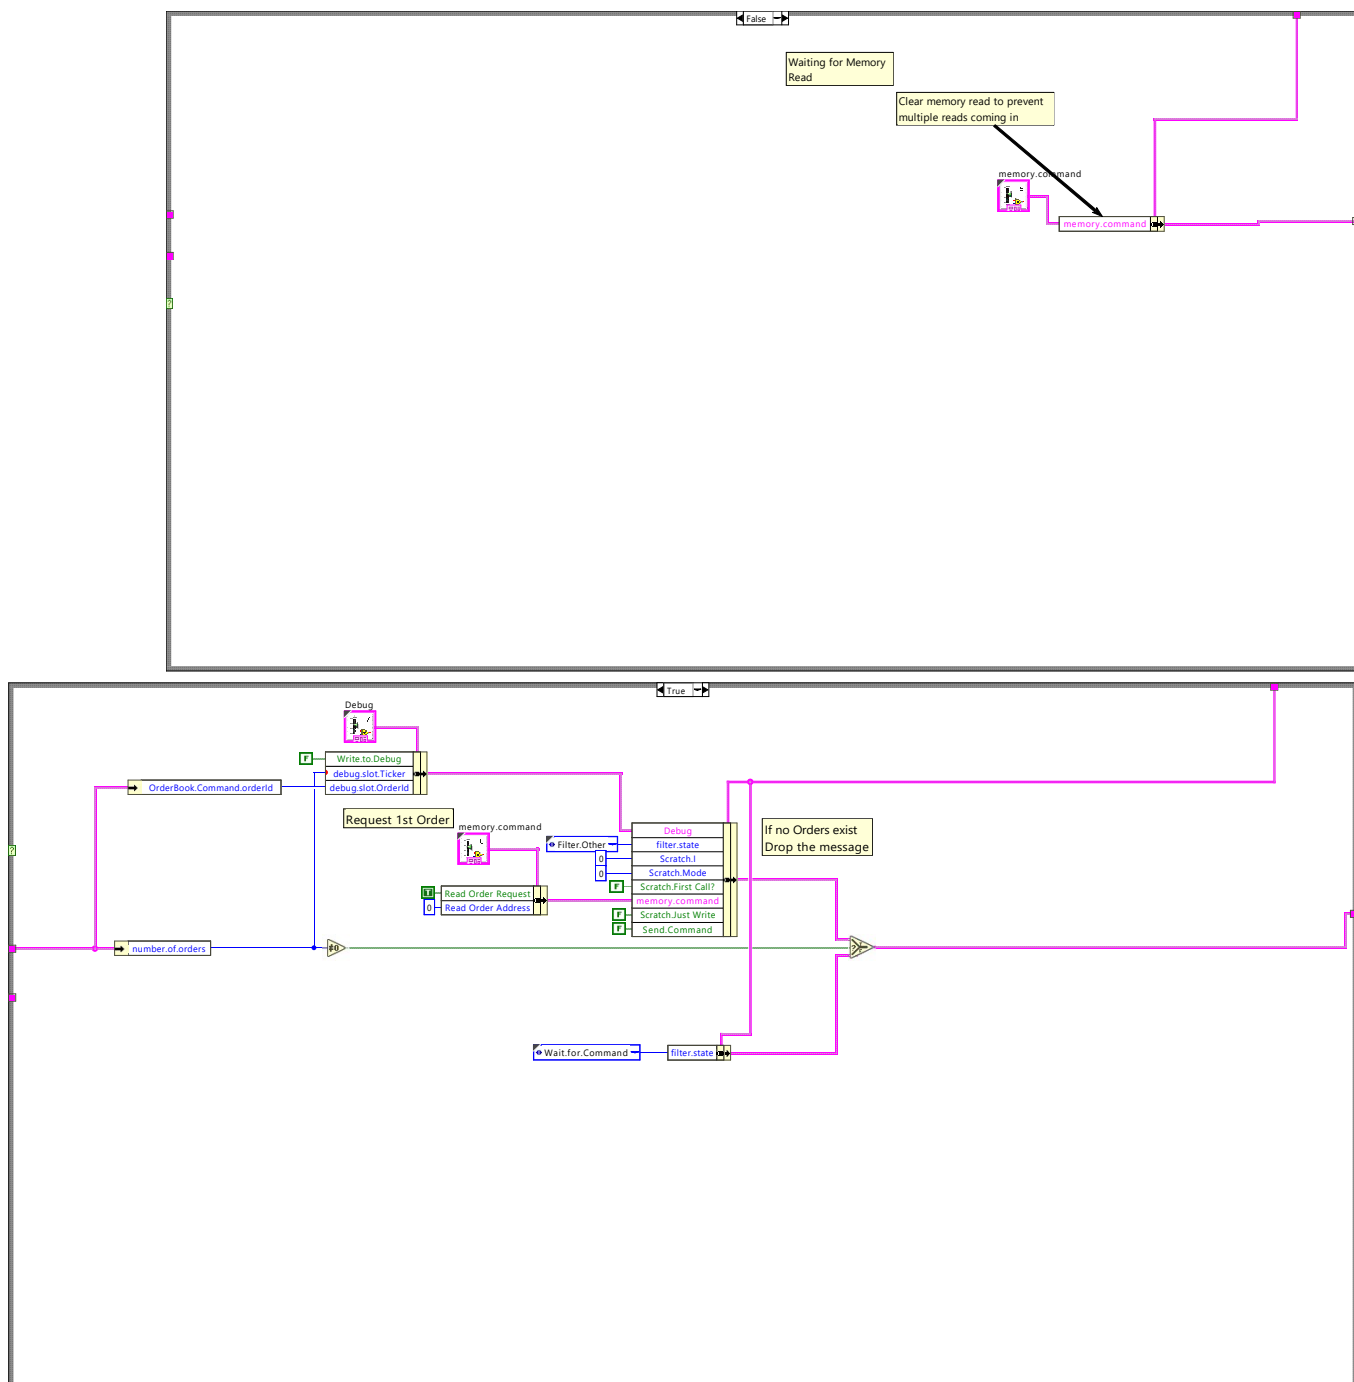 False
Waiting for Memory
Read
Clear memory read to prevent
multiple reads coming in
memory.command
memory.command
?
True
Debug
F
Write.to.Debug
debug.slot.Ticker
OrderBook.Command.orderId
debug.slot.OrderId
Request 1st Order
memory.command
Debug
If no Orders exist
Drop the message
Filter.Other
filter.state
0
Scratch.I
0
Scratch.Mode
?
F
Scratch.First Call?
T
Read Order Request
memory.command
0
Read Order Address
F
Scratch.Just Write
F
Send.Command
number.of.orders
≠0
?
Wait.for.Command
filter.state